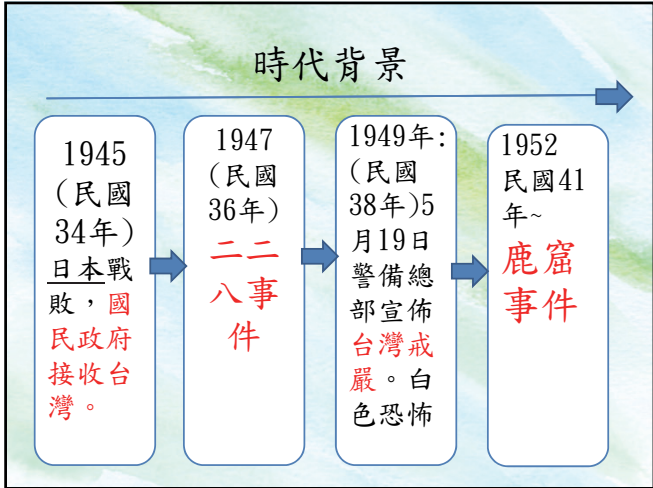 時代背景
1945
(民國
34年)
日本戰
敗，國
民政府
接收台
灣。
1947
(民國
36年)
二二
八事
件
1949年:
(民國
38年)5
月19日
警備總
部宣佈
台灣戒
嚴。白
色恐怖
1952
民國41
年~
鹿窟
事件